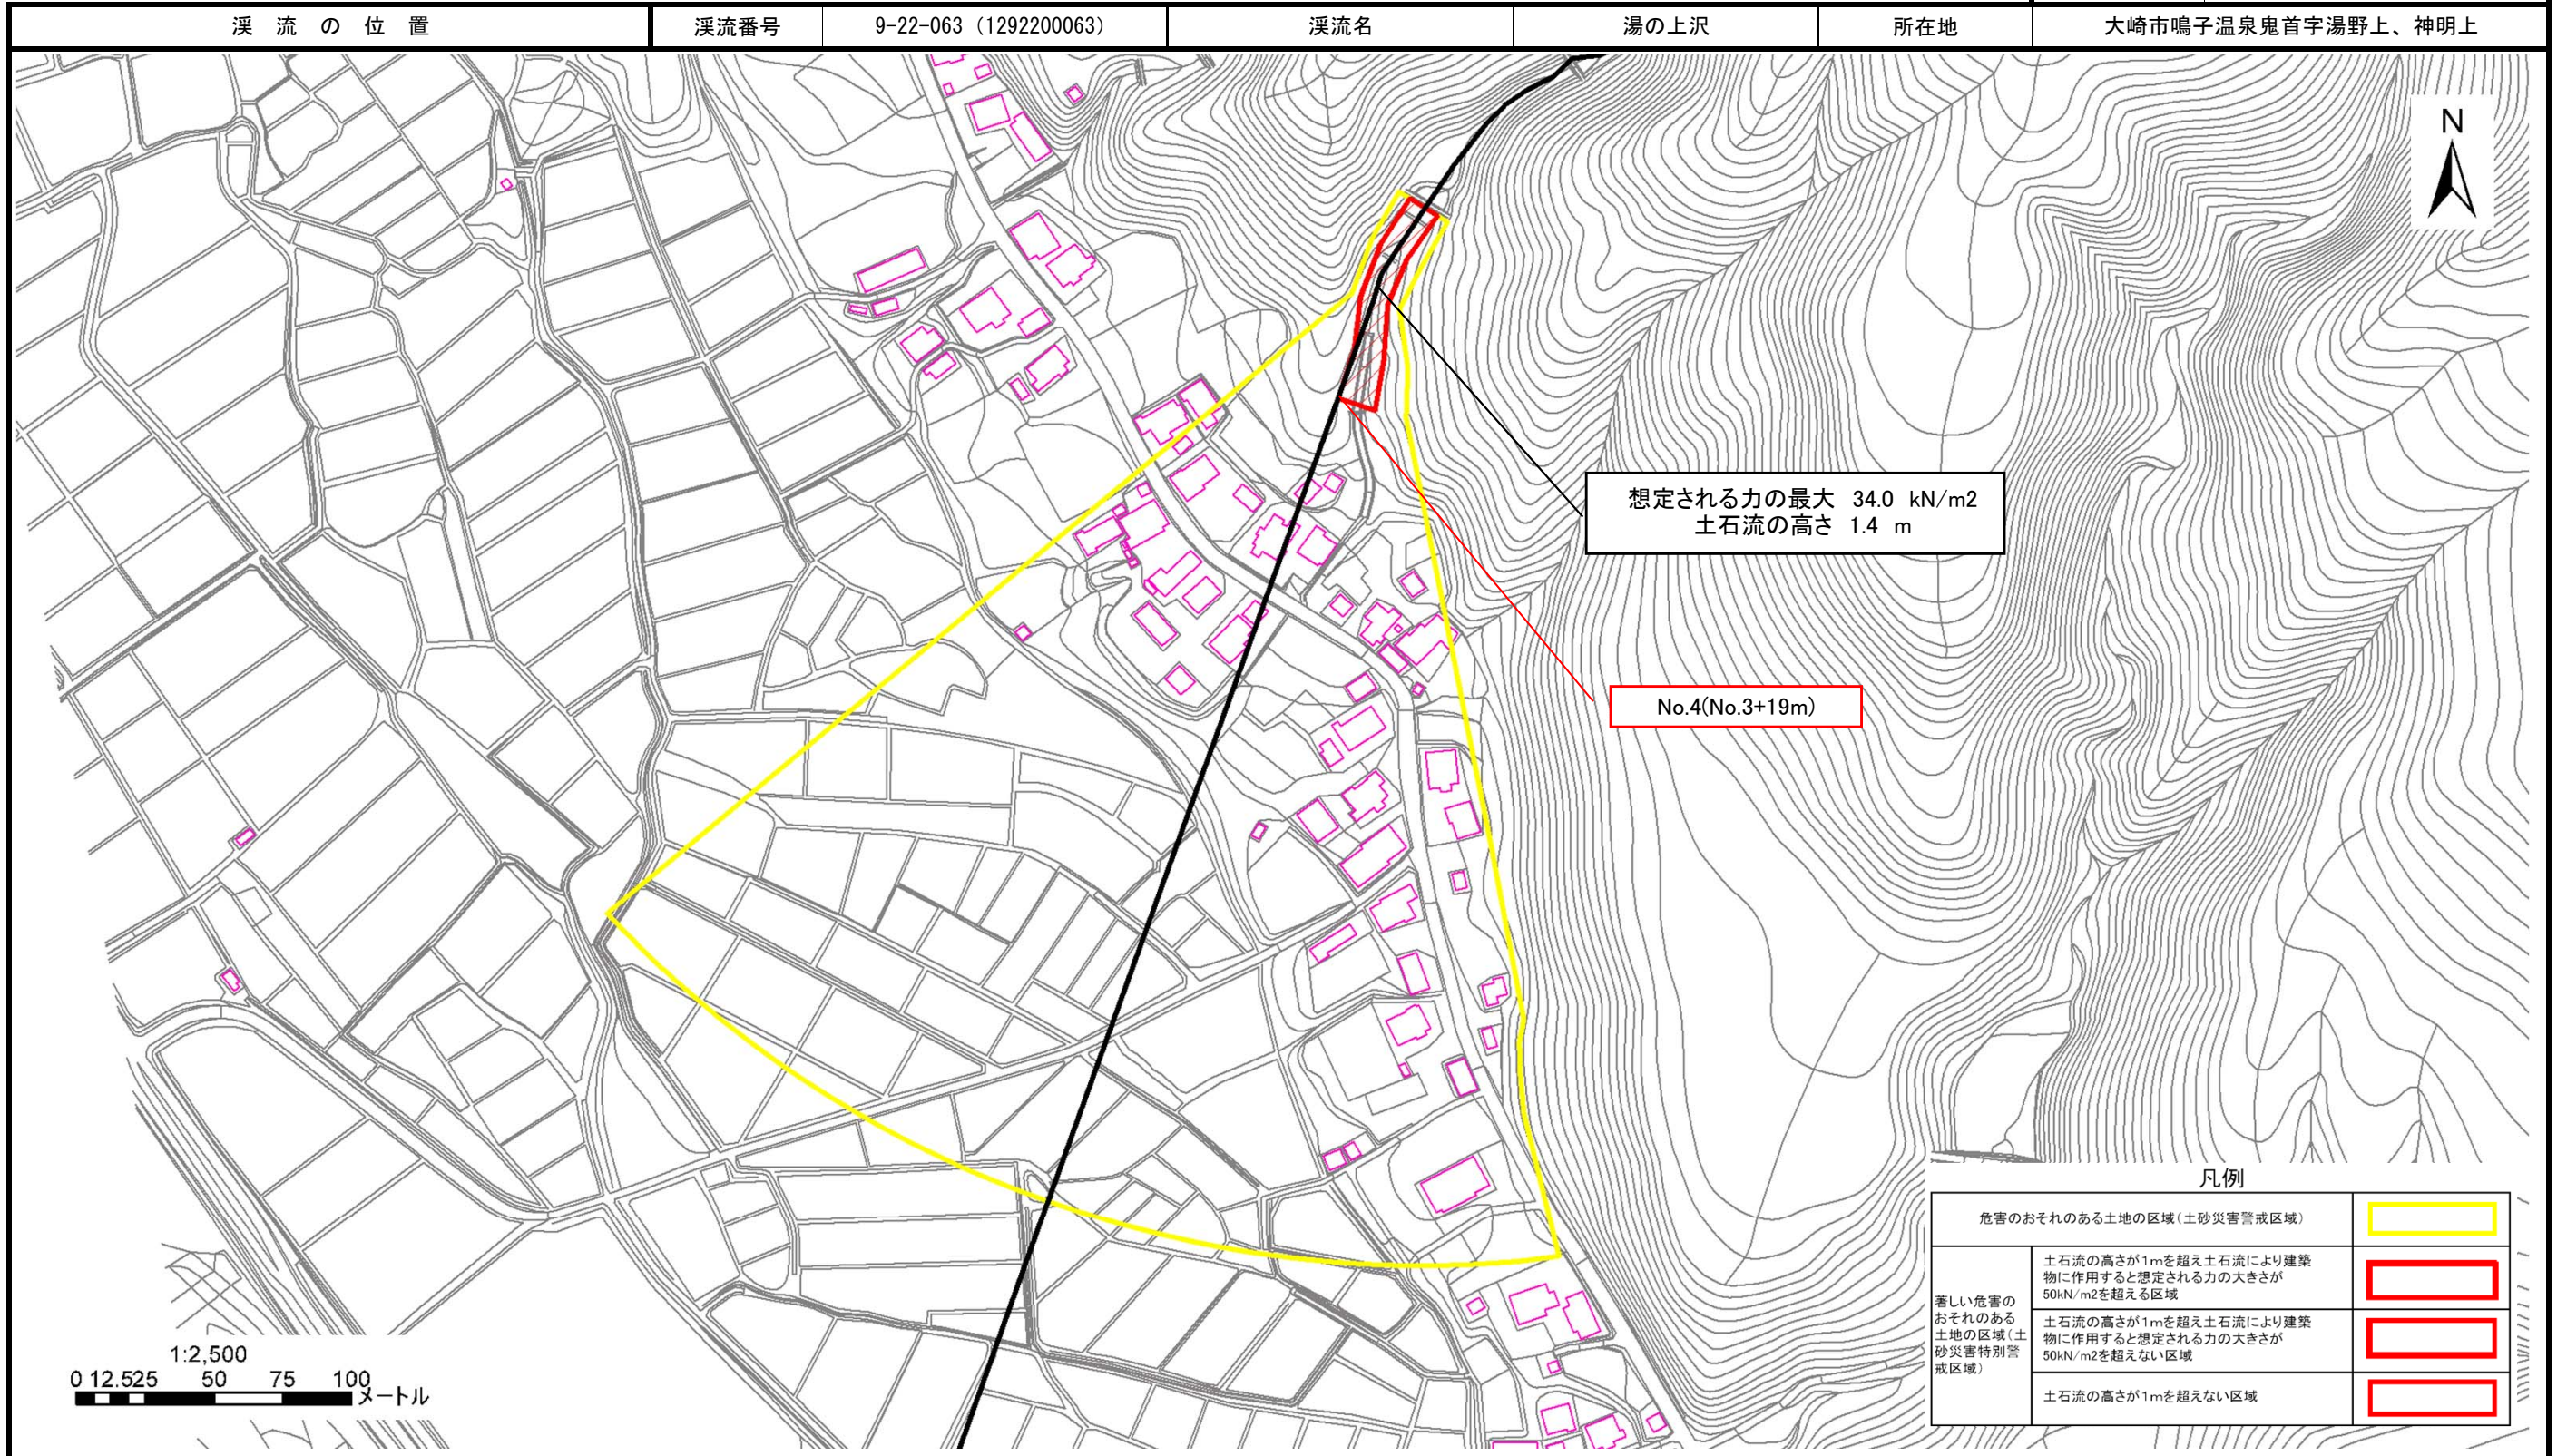 渓流の位置
渓流番号
9-22-063（1292200063）
渓流名
湯の上沢
所在地
大崎市鳴子温泉鬼首字湯野上、神明上
N
想定される力の最大 34.0 kN/m2
土石流の高さ 1.4 m
No.4(No.3+19m)
1:2,500
0 12.525 50 75 100
メートル
凡例
危害のおそれのある土地の区域(土砂災害警戒区域)
著しい危害の
おそれのある
土地の区域(土
砂災害特別警
戒区域)
土石流の高さが1mを超え土石流により建築
物に作用すると想定される力の大きさが
50kN/m2を超える区域
土石流の高さが1mを超え土石流により建築
物に作用すると想定される力の大きさが
50kN/m2を超えない区域
土石流の高さが1mを超えない区域